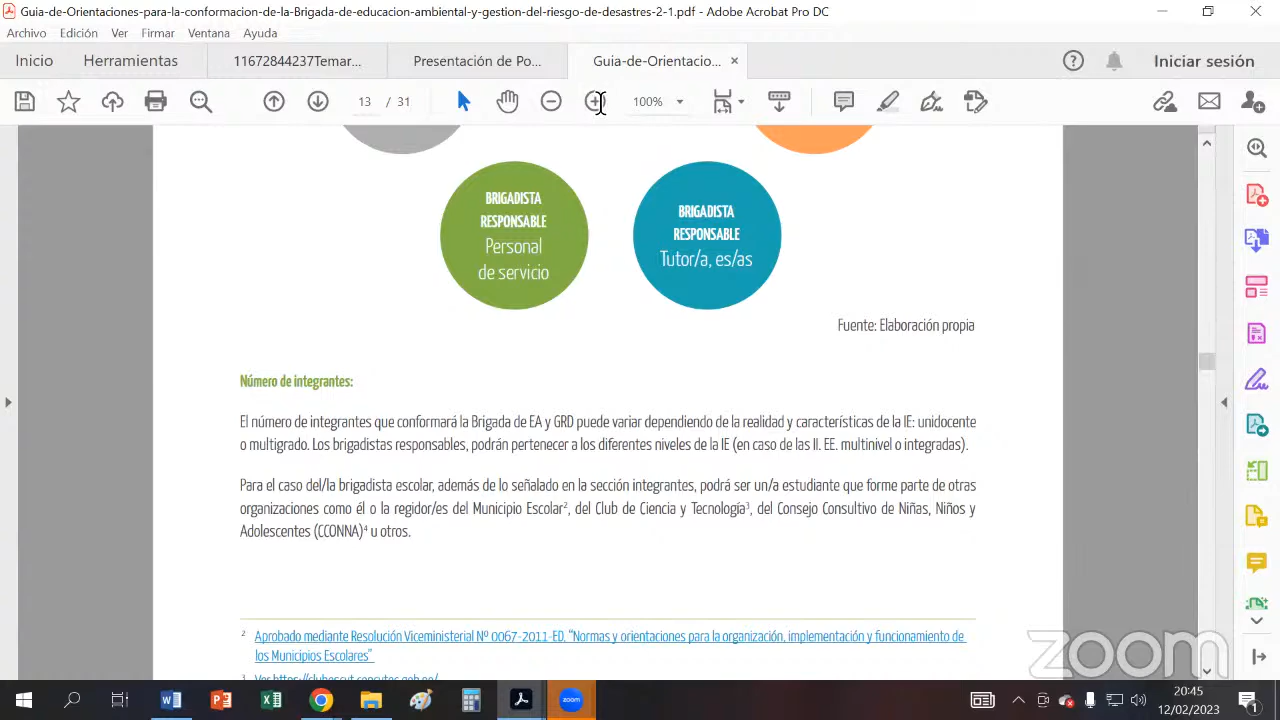 Guia-de-Orientaciones-para-la-conformacion-de-la-Brigada-de-educacion-ambiental-y-gestion-del-riesgo-de-desastres-2-1.pdf - Adobe Acrobat Pro DC
Archivo Edición Ver Firmar Ventana Ayuda
Inicio Herramientas 11672844237Temar... Presentación de Po... Guia-de-Orientacio... Iniciar sesión
13 / 31 100%
BRIGADISTA
RESPONSABLE
Personal
de servicio
BRIGADISTA
RESPONSABLE
Tutor/a, es/as
Fuente: Elaboración propia
Número de integrantes:
El número de integrantes que conformará la Brigada de EA y GRD puede variar dependiendo de la realidad y características de la IE: unidocente
o multigrado. Los brigadistas responsables, podrán pertenecer a los diferentes niveles de la IE (en caso de las II. EE. multinivel o integradas).
Para el caso del/la brigadista escolar, además de lo señalado en la sección integrantes, podrá ser un/a estudiante que forme parte de otras
organizaciones como él o la regidor/es del Municipio Escolar², del Club de Ciencia y Tecnología³, del Consejo Consultivo de Niñas, Niños y
Adolescentes (CCONNA)⁴ u otros.
² Aprobado mediante Resolución Viceministerial Nº 0067-2011-ED, "Normas y orientaciones para la organización, implementación y funcionamiento de
los Municipios Escolares"
zoom
20:45
12/02/2023